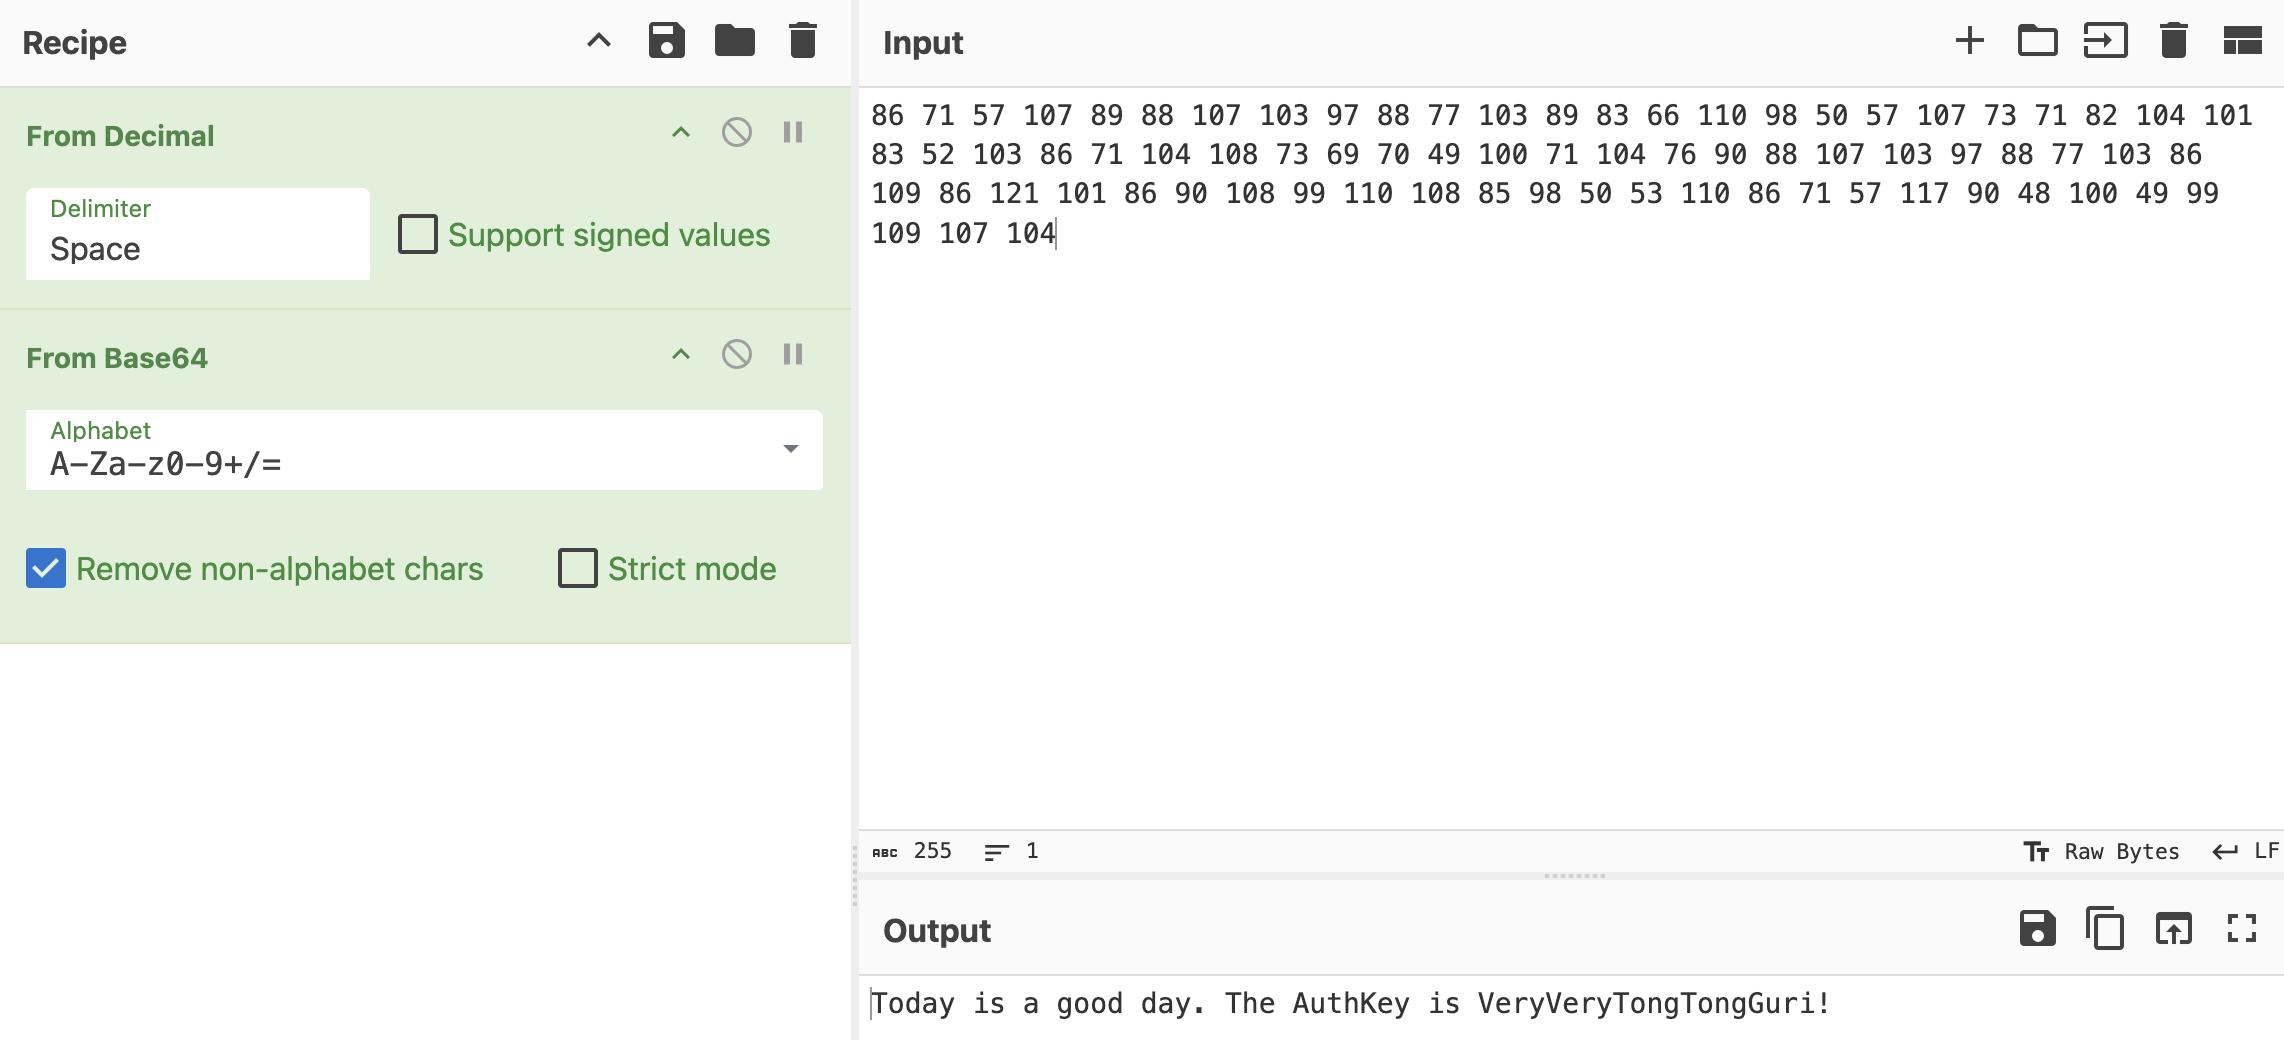 Recipe
From Decimal
Delimiter
Space
Support signed values
From Base64
Alphabet
A-Za-z0-9+/=
Remove non-alphabet chars
Strict mode
Input
86 71 57 107 89 88 107 103 97 88 77 103 89 83 66 110 98 50 57 107 73 71 82 104 101
83 52 103 86 71 104 108 73 69 70 49 100 71 104 76 90 88 107 103 97 88 77 103 86
109 86 121 101 86 90 108 99 110 108 85 98 50 53 110 86 71 57 117 90 48 100 49 99
109 107 104
ABC 255 1
Raw Bytes LF
Output
Today is a good day. The AuthKey is VeryVeryTongTongGuri!